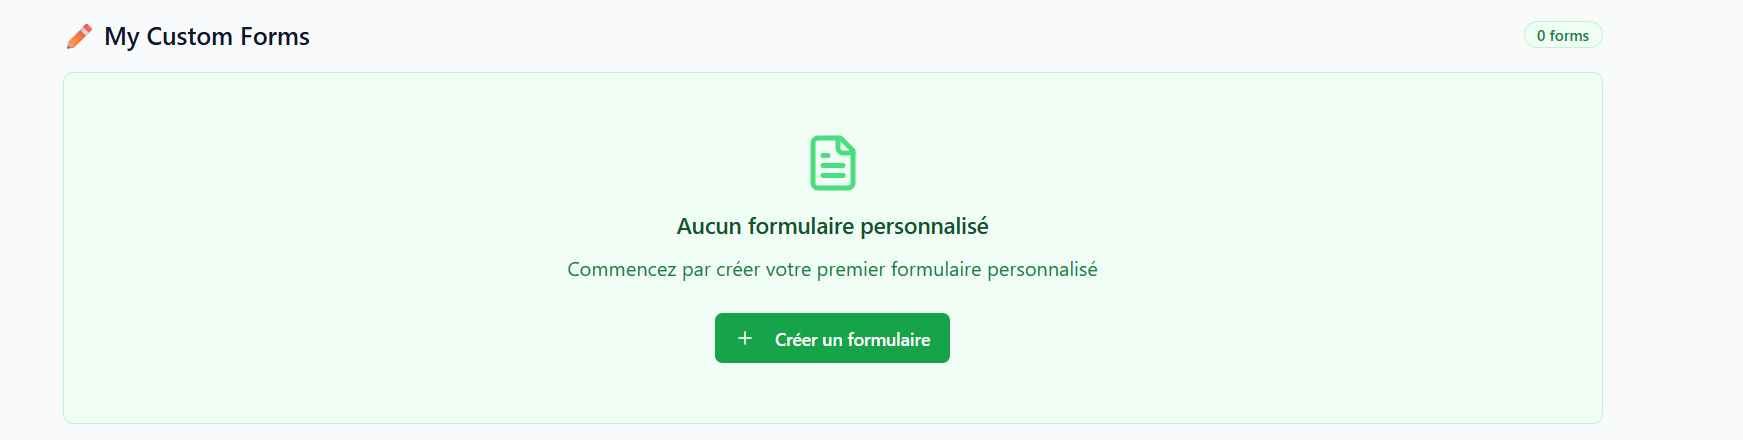 My Custom Forms
0 forms
Aucun formulaire personnalisé
Commencez par créer votre premier formulaire personnalisé
+ Créer un formulaire